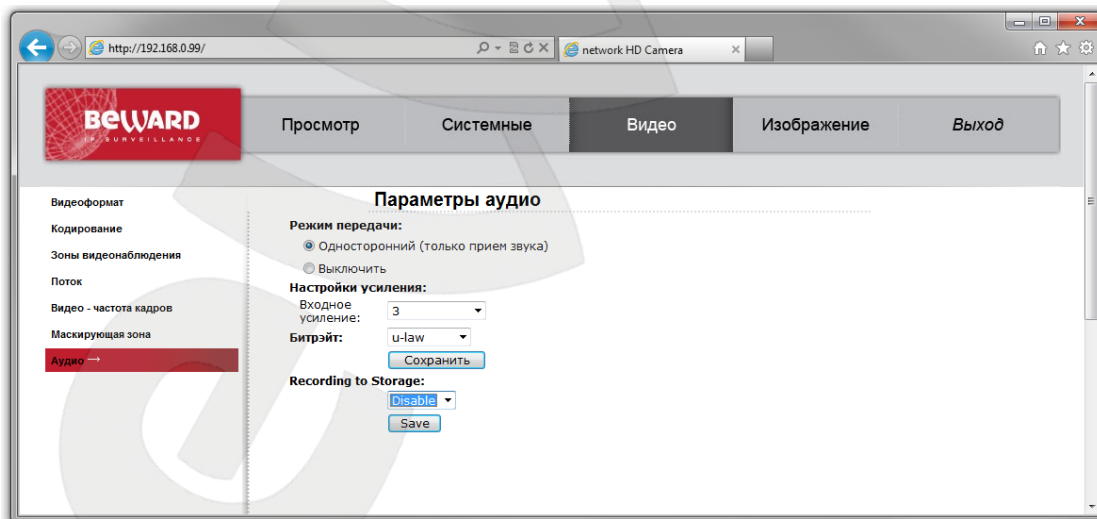 http://192.168.0.99/
network HD Camera
BEWARD
IP SURVEILLANCE
Просмотр
Системные
Видео
Изображение
Выход
Видеоформат
Кодирование
Зоны видеонаблюдения
Поток
Видео - частота кадров
Маскирующая зона
Аудио →
Параметры аудио
Режим передачи:
Односторонний (только прием звука)
Выключить
Настройки усиления:
Входное
усиление:
3
Битрэйт:
u-law
Сохранить
Recording to Storage:
Disable
Save